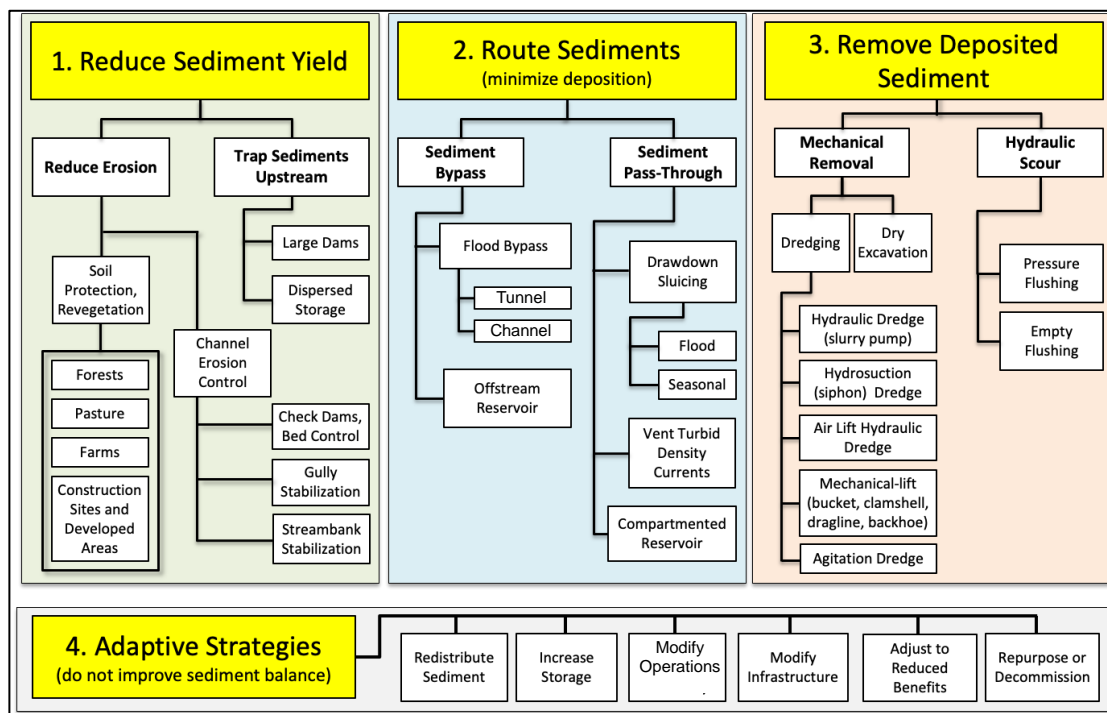 1. Reduce Sediment Yield
Reduce Erosion
Trap Sediments
Upstream
Large Dams
Dispersed
Storage
Soil
Protection,
Revegetation
Channel
Erosion
Control
Forests
Pasture
Farms
Construction
Sites and
Developed
Areas
Check Dams,
Bed Control
Gully
Stabilization
Streambank
Stabilization
2. Route Sediments
(minimize deposition)
Sediment
Bypass
Sediment
Pass-Through
Flood Bypass
Tunnel
Channel
Offstream
Reservoir
Drawdown
Sluicing
Flood
Seasonal
Vent Turbid
Density
Currents
Compartmented
Reservoir
3. Remove Deposited
Sediment
Mechanical
Removal
Hydraulic
Scour
Dredging
Dry
Excavation
Hydraulic Dredge
(slurry pump)
Hydrosuction
(siphon) Dredge
Air Lift Hydraulic
Dredge
Mechanical-lift
(bucket, clamshell,
dragline, backhoe)
Agitation Dredge
Pressure
Flushing
Empty
Flushing
4. Adaptive Strategies
(do not improve sediment balance)
Redistribute
Sediment
Increase
Storage
Modify
Operations
.
Modify
Infrastructure
Adjust to
Reduced
Benefits
Repurpose or
Decommission